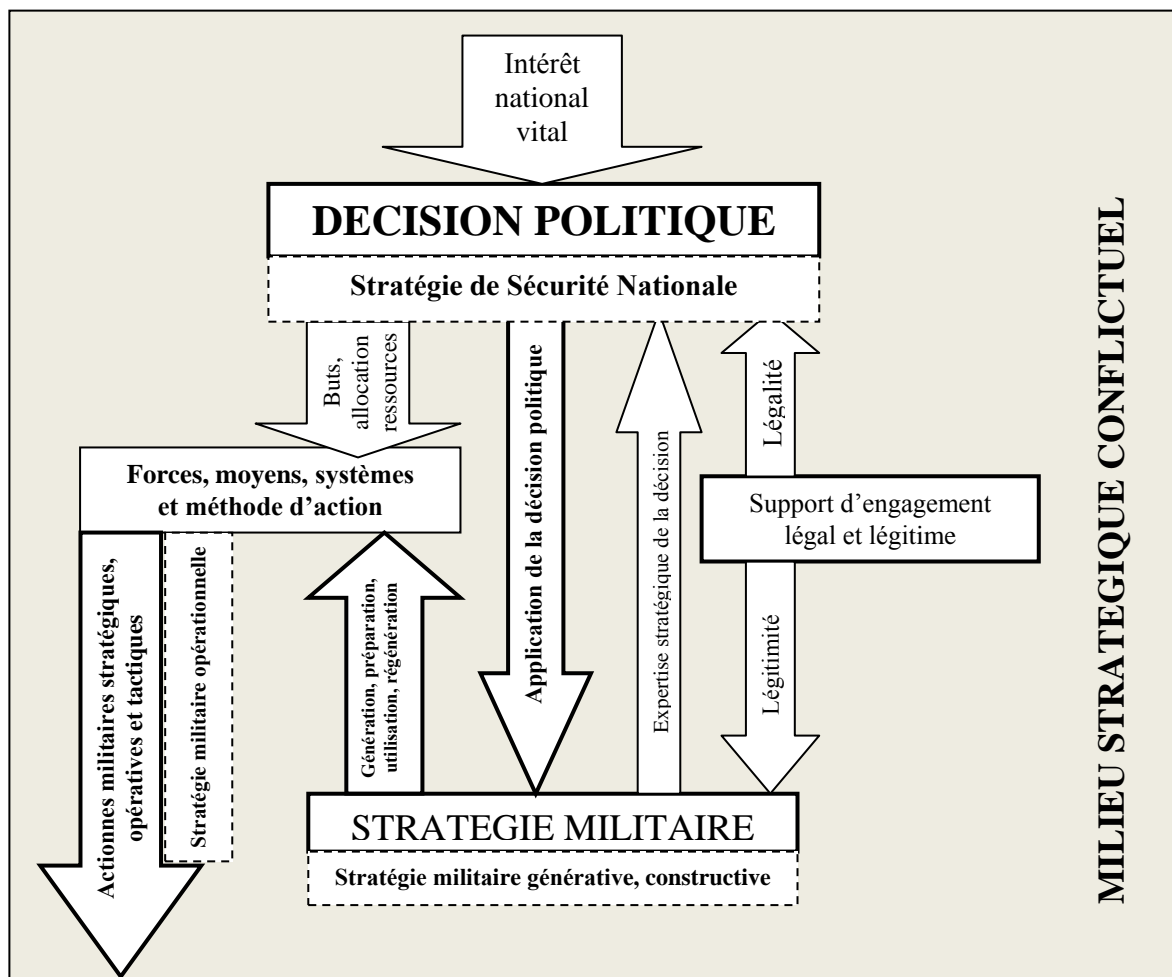 Intérêt
national
vital
DECISION POLITIQUE
Stratégie de Sécurité Nationale
Buts,
allocation
ressources
Application de la décision politique
Expertise stratégique de la décision
Légalité
Forces, moyens, systèmes
et méthode d’action
Support d’engagement
légal et légitime
Actionnes militaires stratégiques,
opératives et tactiques
Stratégie militaire opérationnelle
Génération, préparation,
utilisation, régénération
Légitimité
STRATEGIE MILITAIRE
Stratégie militaire générative, constructive
MILIEU STRATEGIQUE CONFLICTUEL